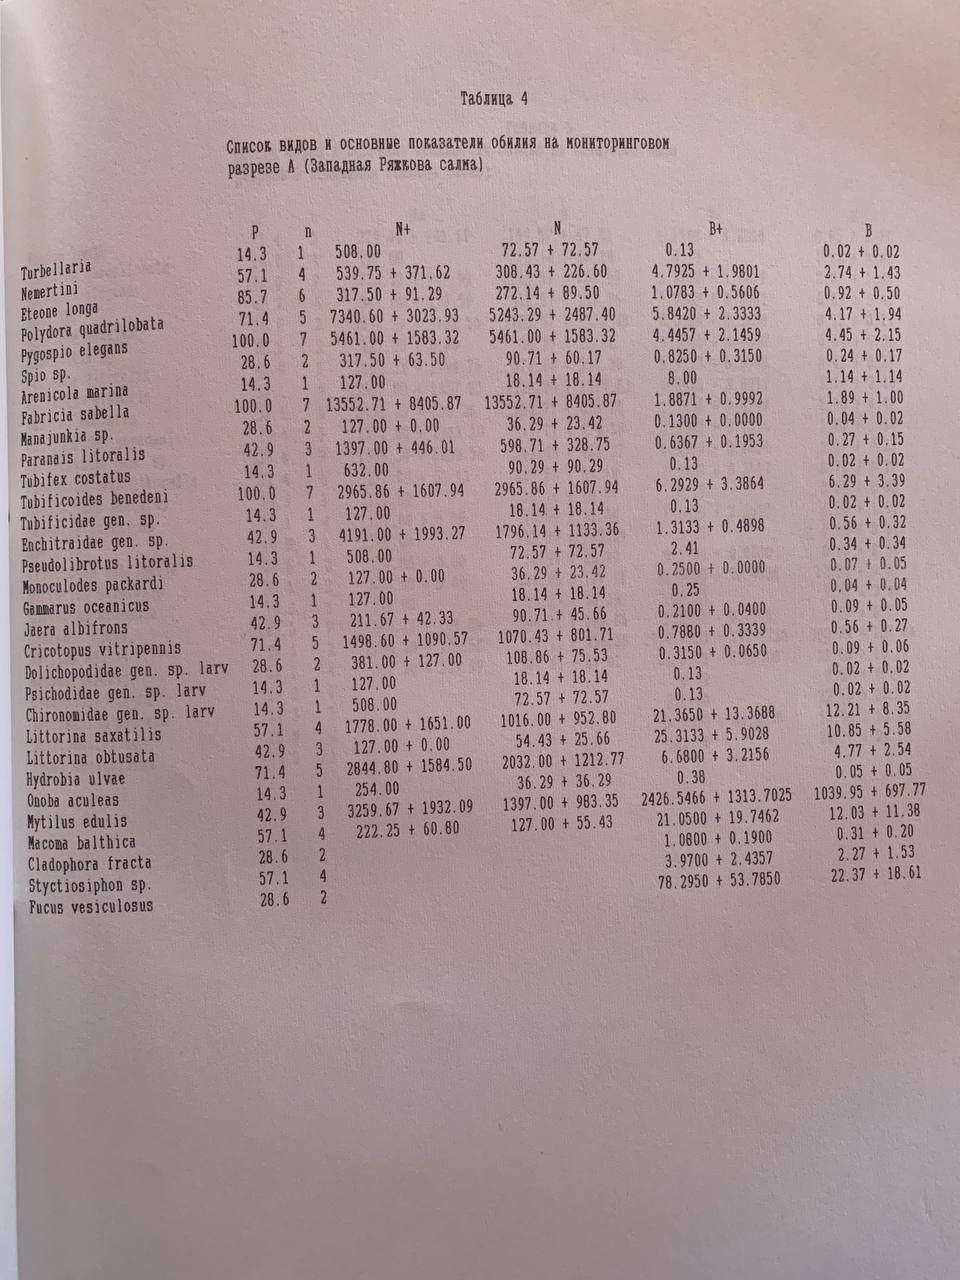 Таблица 4
Список видов и основные показатели обилия на мониторинговом
разрезе А (Западная Ряжкова салма)
P n N+ N B+ B
Turbellaria 14.3 1 508.00 72.57 + 72.57 0.13 0.02 + 0.02
Nemertini 57.1 4 539.75 + 371.62 308.43 + 226.60 4.7925 + 1.9801 2.74 + 1.43
Eteone longa 85.7 6 317.50 + 91.29 272.14 + 89.50 1.0783 + 0.5606 0.92 + 0.50
Polydora quadrilobata 71.4 5 7340.60 + 3023.93 5243.29 + 2487.40 5.8420 + 2.3333 4.17 + 1.94
Pygospio elegans 100.0 7 5461.00 + 1583.32 5461.00 + 1583.32 4.4457 + 2.1459 4.45 + 2.15
Spio sp. 28.6 2 317.50 + 63.50 90.71 + 60.17 0.8250 + 0.3150 0.24 + 0.17
Arenicola marina 14.3 1 127.00 18.14 + 18.14 8.00 1.14 + 1.14
Fabricia sabella 100.0 7 13552.71 + 8405.87 13552.71 + 8405.87 1.8871 + 0.9992 1.89 + 1.00
Manajunkia sp. 28.6 2 127.00 + 0.00 36.29 + 23.42 0.1300 + 0.0000 0.04 + 0.02
Paranais litoralis 42.9 3 1397.00 + 446.01 598.71 + 328.75 0.6367 + 0.1953 0.27 + 0.15
Tubifex costatus 14.3 1 632.00 90.29 + 90.29 0.13 0.02 + 0.02
Tubificoides benedeni 100.0 7 2965.86 + 1607.94 2965.86 + 1607.94 6.2929 + 3.3864 6.29 + 3.39
Tubificidae gen. sp. 14.3 1 127.00 18.14 + 18.14 0.13 0.02 + 0.02
Enchitraidae gen. sp. 42.9 3 4191.00 + 1993.27 1796.14 + 1133.36 1.3133 + 0.4898 0.56 + 0.32
Pseudolibrotus litoralis 14.3 1 508.00 72.57 + 72.57 2.41 0.34 + 0.34
Monoculodes packardi 28.6 2 127.00 + 0.00 36.29 + 23.42 0.2500 + 0.0000 0.07 + 0.05
Gammarus oceanicus 14.3 1 127.00 18.14 + 18.14 0.25 0.04 + 0.04
Jaera albifrons 42.9 3 211.67 + 42.33 90.71 + 45.66 0.2100 + 0.0400 0.09 + 0.05
Cricotopus vitripennis 71.4 5 1498.60 + 1090.57 1070.43 + 801.71 0.7880 + 0.3339 0.56 + 0.27
Dolichopodidae gen. sp. larv 28.6 2 381.00 + 127.00 108.86 + 75.53 0.3150 + 0.0650 0.09 + 0.06
Psichodidae gen. sp. larv 14.3 1 127.00 18.14 + 18.14 0.13 0.02 + 0.02
Chironomidae gen. sp. larv 14.3 1 508.00 72.57 + 72.57 0.13 0.02 + 0.02
Littorina saxatilis 57.1 4 1778.00 + 1651.00 1016.00 + 952.80 21.3650 + 13.3688 12.21 + 8.35
Littorina obtusata 42.9 3 127.00 + 0.00 54.43 + 25.66 25.3133 + 5.9028 10.85 + 5.58
Hydrobia ulvae 71.4 5 2844.80 + 1584.50 2032.00 + 1212.77 6.6800 + 3.2156 4.77 + 2.54
Onoba aculeas 14.3 1 254.00 36.29 + 36.29 0.38 0.05 + 0.05
Mytilus edulis 42.9 3 3259.67 + 1932.09 1397.00 + 983.35 2426.5466 + 1313.7025 1039.95 + 697.77
Macoma balthica 57.1 4 222.25 + 60.80 127.00 + 55.43 21.0500 + 19.7462 12.03 + 11.38
Cladophora fracta 28.6 2 1.0800 + 0.1900 0.31 + 0.20
Styctiosiphon sp. 57.1 4 3.9700 + 2.4357 2.27 + 1.53
Fucus vesiculosus 28.6 2 78.2950 + 53.7850 22.37 + 18.61